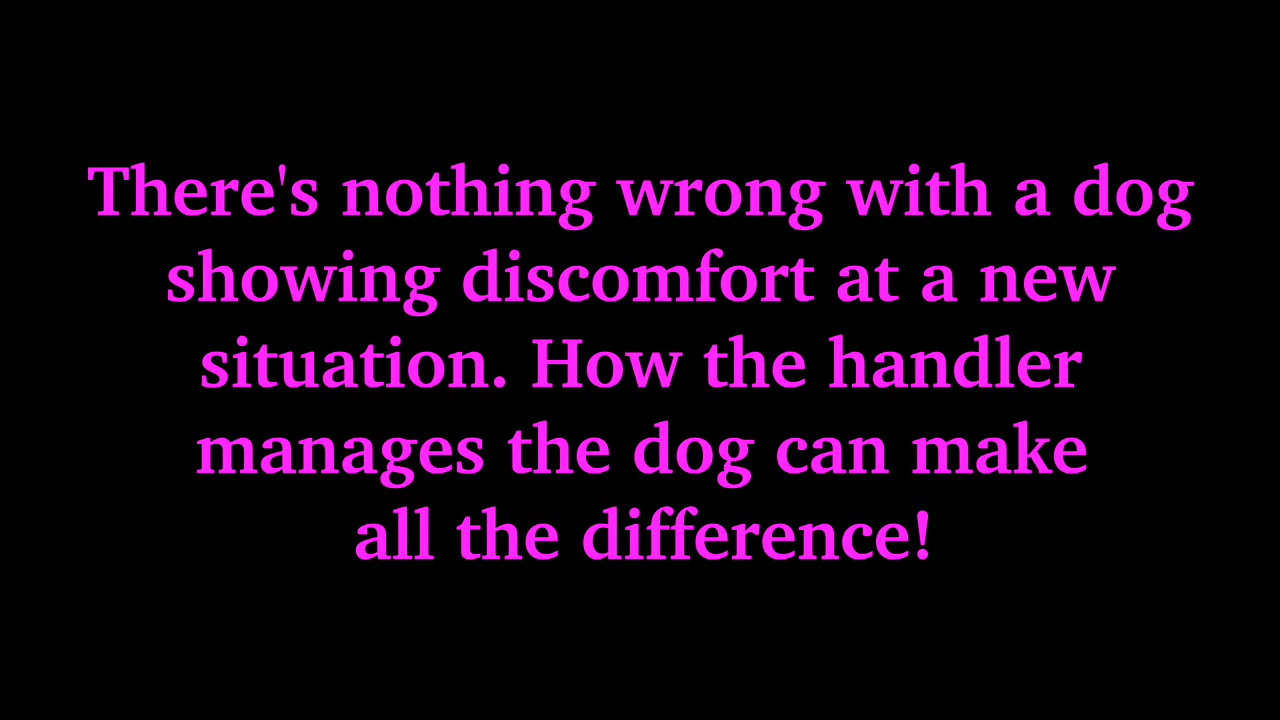 There's nothing wrong with a dog
showing discomfort at a new
situation. How the handler
manages the dog can make
all the difference!